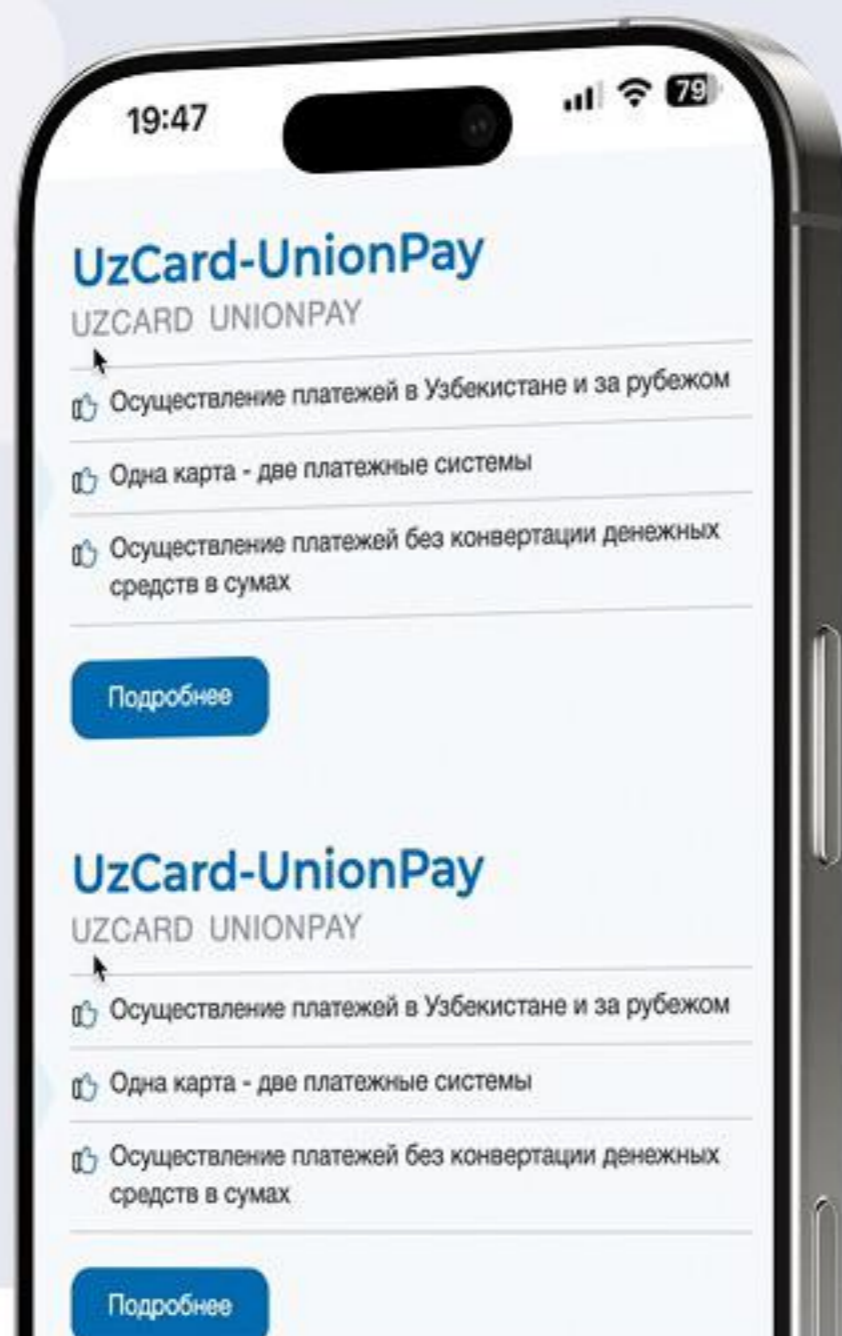 19:47
79
UzCard-UnionPay
UZCARD UNIONPAY
Осуществление платежей в Узбекистане и за рубежом
Одна карта - две платежные системы
Осуществление платежей без конвертации денежных
средств в сумах
Подробнее
UzCard-UnionPay
UZCARD UNIONPAY
Осуществление платежей в Узбекистане и за рубежом
Одна карта - две платежные системы
Осуществление платежей без конвертации денежных
средств в сумах
Подробнее